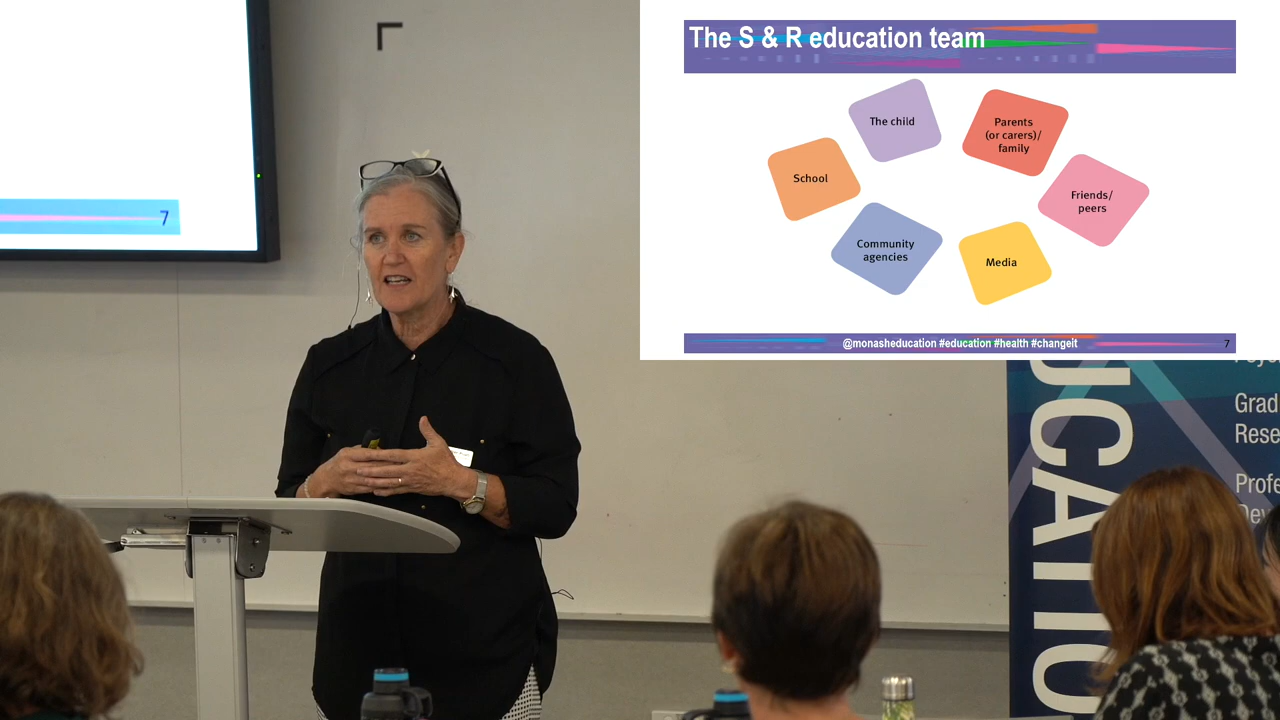 The S & R education team
The child
Parents
(or carers)/
family
School
Friends/
peers
Community
agencies
Media
@monasheducation #education #health #changeit
7
7
Grad
Rese
Profe
UCATIO